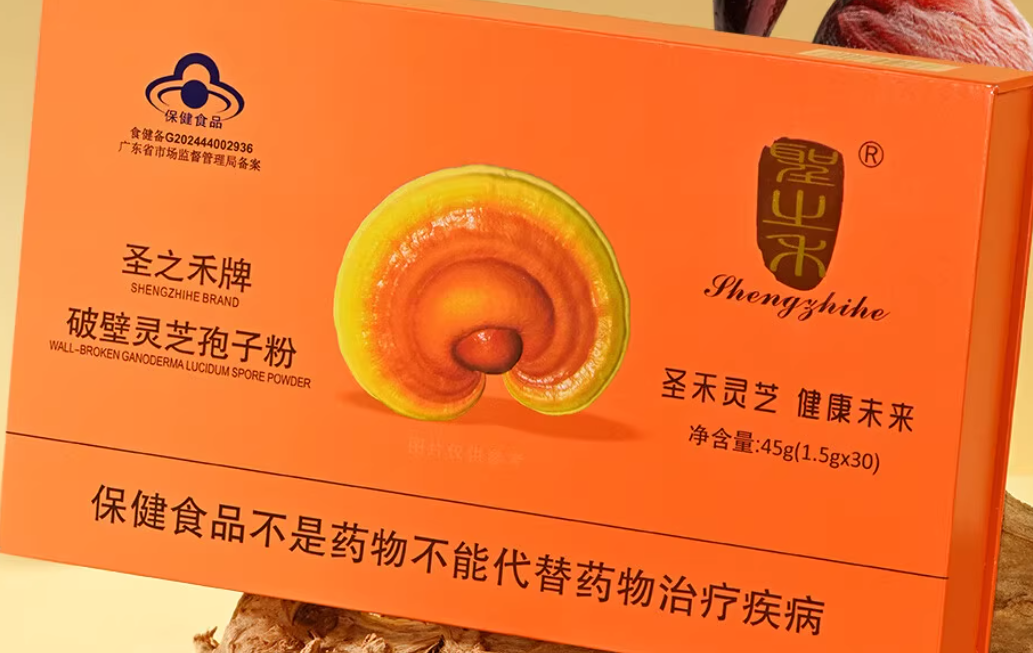 保健食品
食健备G202444002936
广东省市场监督管理局备案
圣之禾牌
SHENGZHIHE BRAND
破壁灵芝孢子粉
WALL-BROKEN GANODERMA LUCIDUM SPORE POWDER
聖之禾
®
Shengzhihe
圣禾灵芝 健康未来
净含量:45g(1.5gx30)
保健食品不是药物不能代替药物治疗疾病